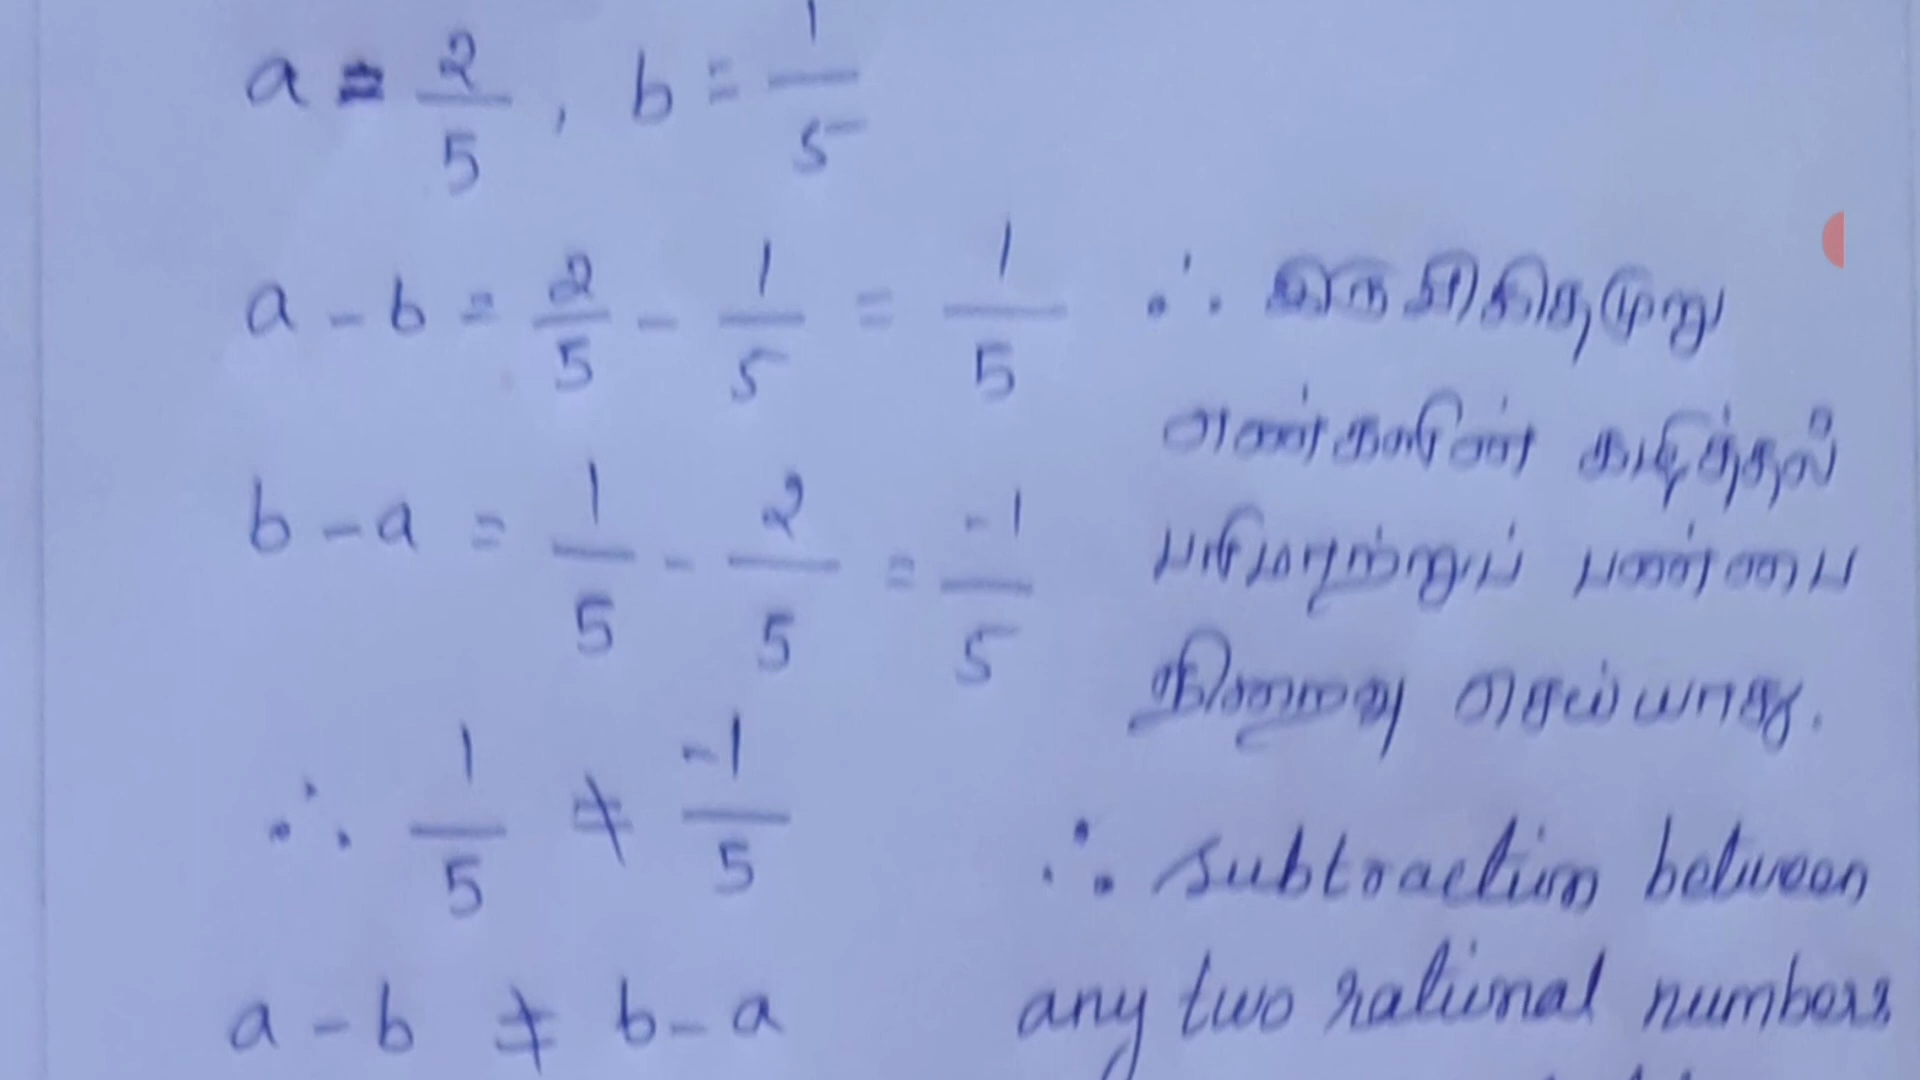 a = 2/5, b = 1/5
a - b = 2/5 - 1/5 = 1/5
b - a = 1/5 - 2/5 = -1/5
∴ 1/5 ≠ -1/5
a - b ≠ b - a
∴ இரு விகிதமுறு
எண்களின் கழித்தல்
பரிமாற்றுப் பண்பை
நிறைவு செய்யாது.
∴ subtraction between
any two rational numbers